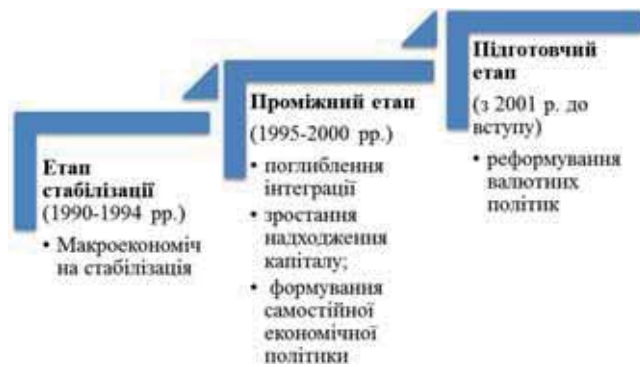 Етап
стабілізації
(1990-1994 рр.)
• Макроекономіч
на стабілізація
Проміжний етап
(1995-2000 рр.)
• поглиблення
інтеграції
• зростання
надходження
капіталу;
• формування
самостійної
економічної
політики
Підготовчий
етап
(з 2001 р. до
вступу)
• реформування
валютних
політик